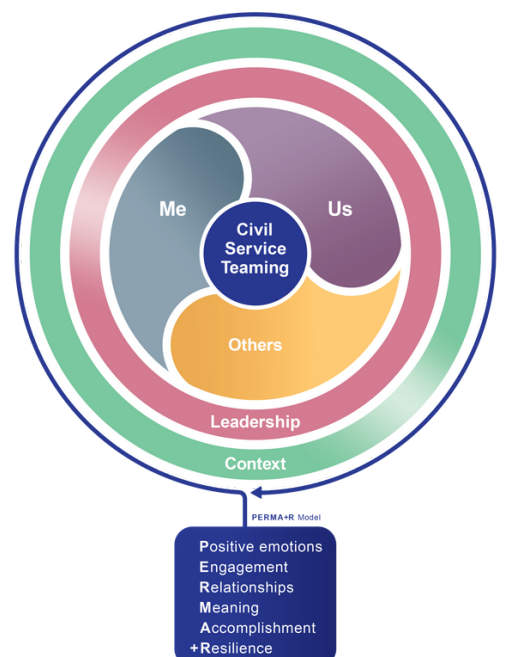 Me
Us
Civil
Service
Teaming
Others
Leadership
Context
PERMA+R Model
Positive emotions
Engagement
Relationships
Meaning
Accomplishment
+Resilience